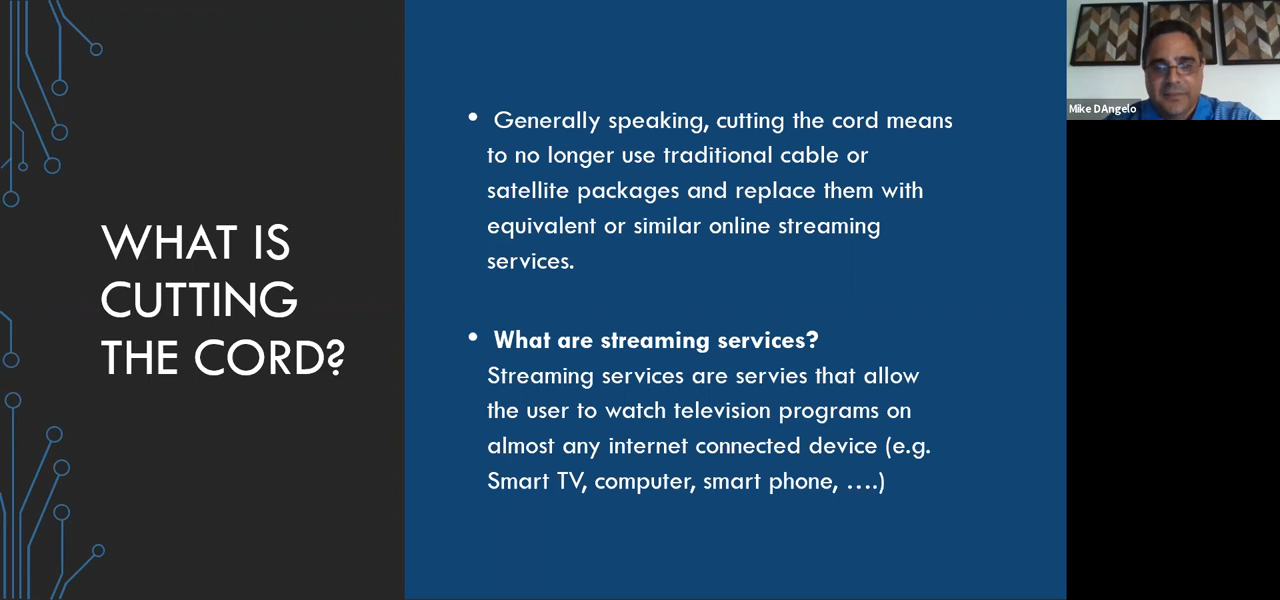 WHAT IS
CUTTING
THE CORD?
• Generally speaking, cutting the cord means
to no longer use traditional cable or
satellite packages and replace them with
equivalent or similar online streaming
services.
• What are streaming services?
Streaming services are servies that allow
the user to watch television programs on
almost any internet connected device (e.g.
Smart TV, computer, smart phone, ….)
Mike DAngelo